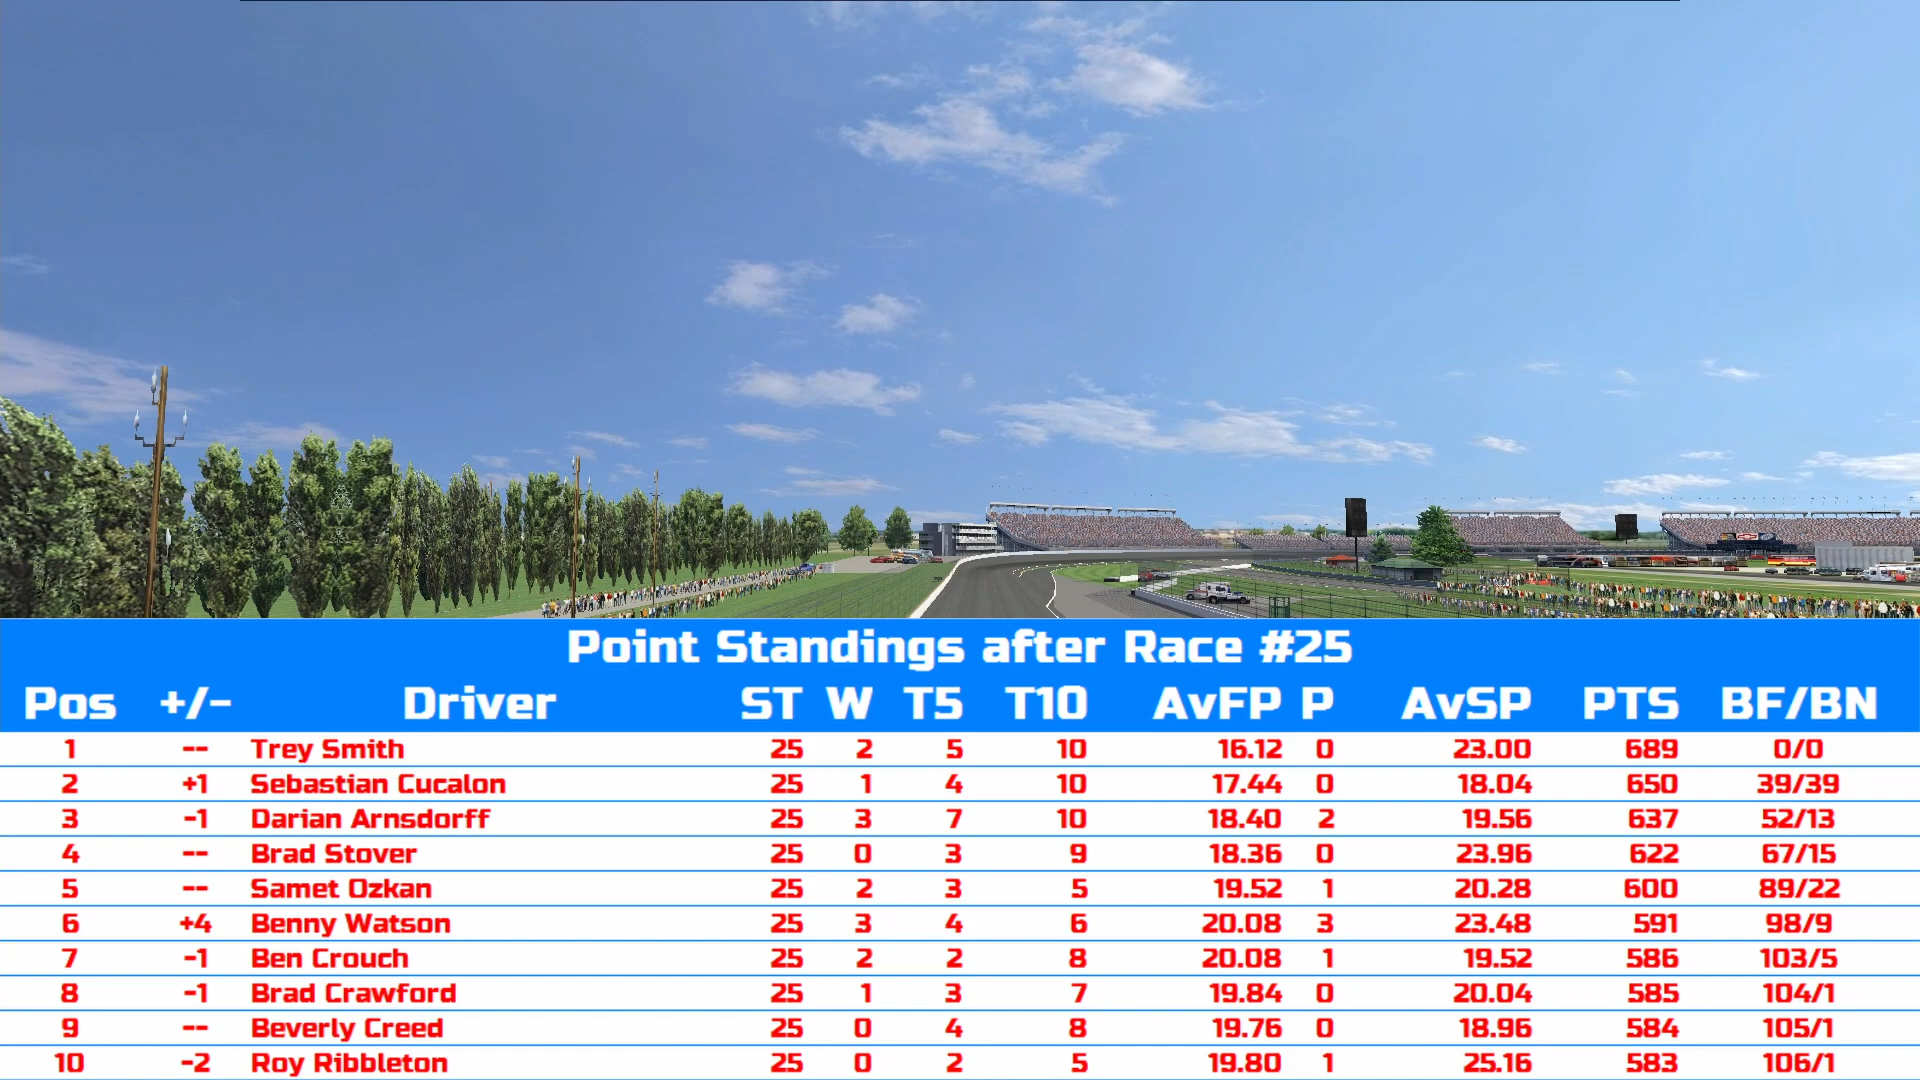 Point Standings after Race #25
Pos +/- Driver ST W T5 T10 AvFP P AvSP PTS BF/BN
1 -- Trey Smith 25 2 5 10 16.12 0 23.00 689 0/0
2 +1 Sebastian Cucalon 25 1 4 10 17.44 0 18.04 650 39/39
3 -1 Darian Arnsdorff 25 3 7 10 18.40 2 19.56 637 52/13
4 -- Brad Stover 25 0 3 9 18.36 0 23.96 622 67/15
5 -- Samet Ozkan 25 2 3 5 19.52 1 20.28 600 89/22
6 +4 Benny Watson 25 3 4 6 20.08 3 23.48 591 98/9
7 -1 Ben Crouch 25 2 2 8 20.08 1 19.52 586 103/5
8 -1 Brad Crawford 25 1 3 7 19.84 0 20.04 585 104/1
9 -- Beverly Creed 25 0 4 8 19.76 0 18.96 584 105/1
10 -2 Roy Ribbleton 25 0 2 5 19.80 1 25.16 583 106/1